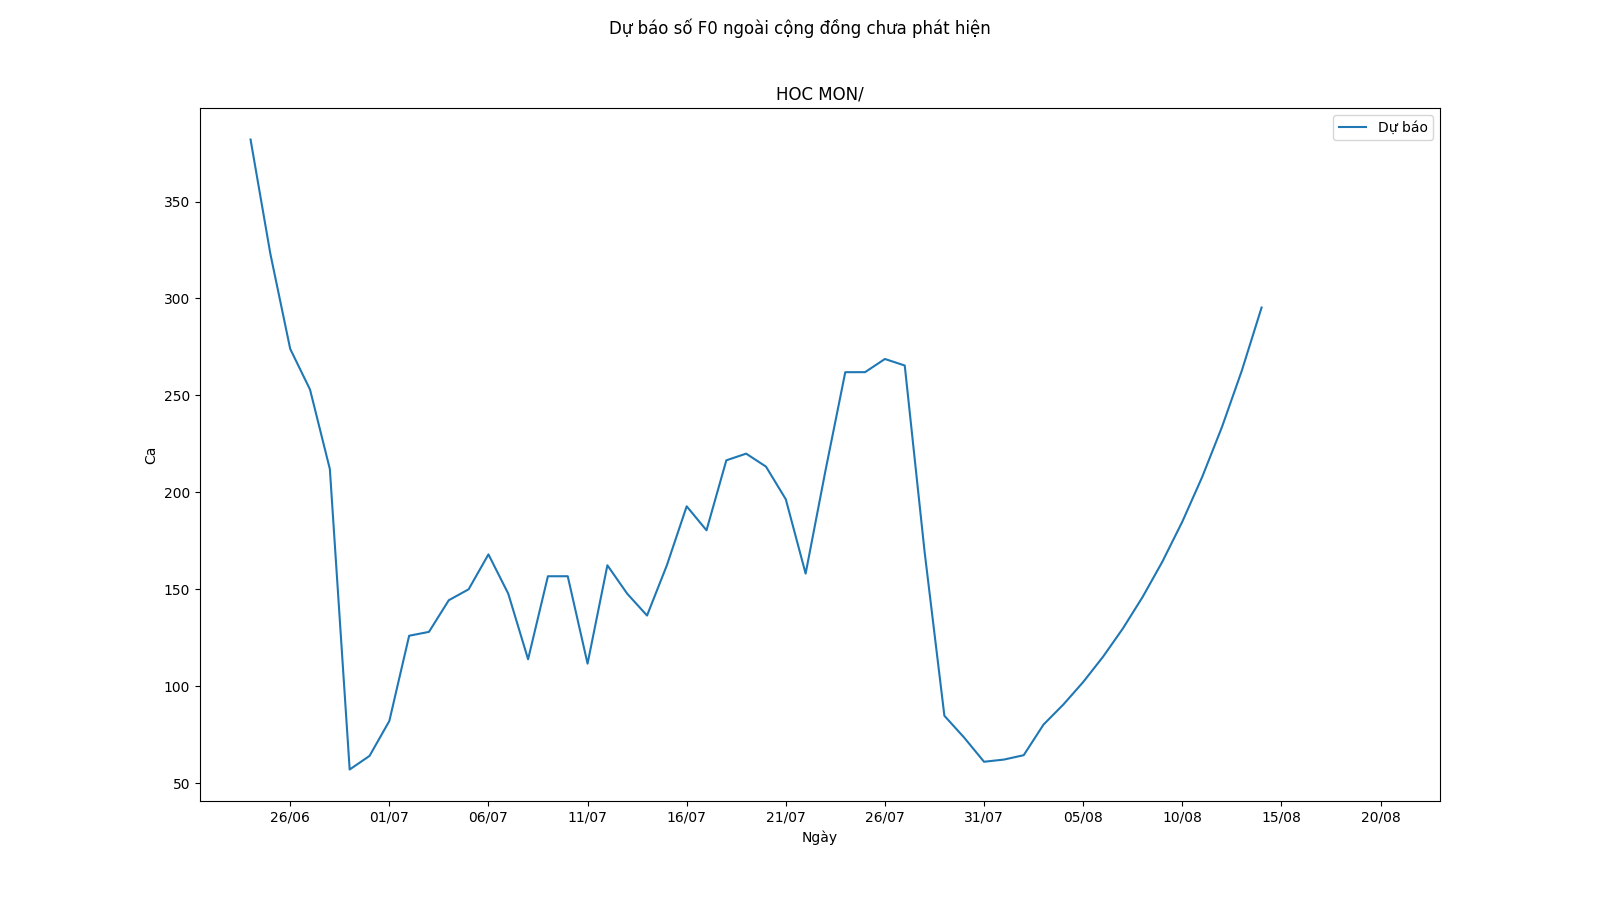 Dự báo số F0 ngoài cộng đồng chưa phát hiện
HOC MON/
Dự báo
350
300
250
200
150
100
50
Ca
26/06 01/07 06/07 11/07 16/07 21/07 26/07 31/07 05/08 10/08 15/08 20/08
Ngày